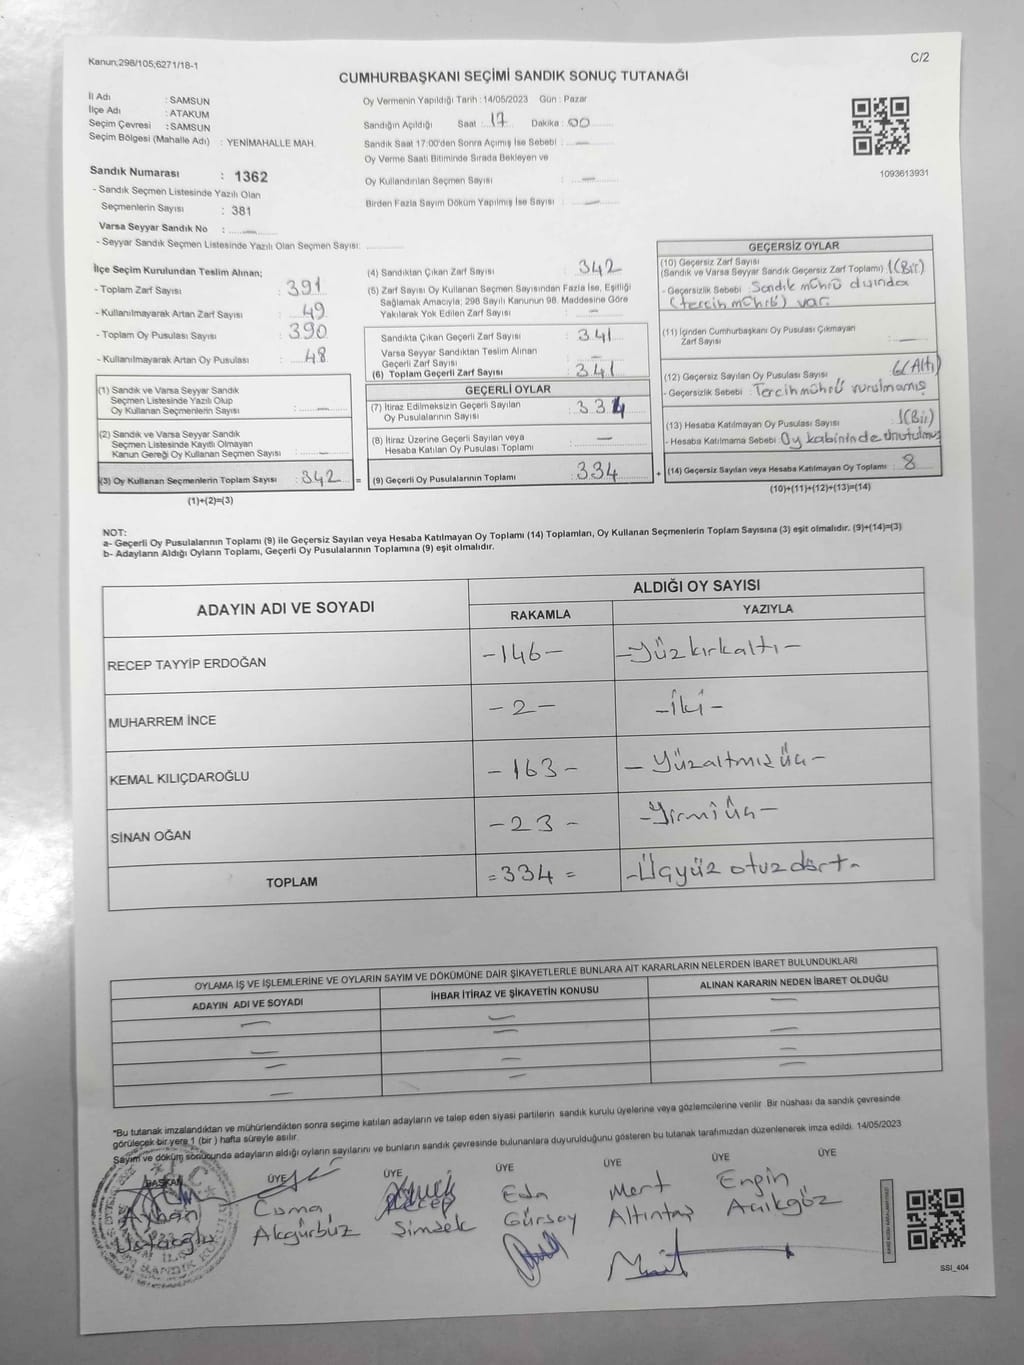 Kanun;298/105;6271/18-1
C/2
CUMHURBAŞKANI SEÇİMİ SANDIK SONUÇ TUTANAĞI
İl Adı : SAMSUN
İlçe Adı : ATAKUM
Seçim Çevresi : SAMSUN
Seçim Bölgesi (Mahalle Adı) : YENİMAHALLE MAH.
Sandık Numarası : 1362
- Sandık Seçmen Listesinde Yazılı Olan
Seçmenlerin Sayısı : 381
Varsa Seyyar Sandık No :
- Seyyar Sandık Seçmen Listesinde Yazılı Olan Seçmen Sayısı:
Oy Vermenin Yapıldığı Tarih : 14/05/2023 Gün : Pazar
Sandığın Açıldığı Saat : 17 Dakika : 00
Sandık Saat 17:00'den Sonra Açımış İse Sebebi : —
Oy Verme Saati Bitiminde Sırada Bekleyen ve
Oy Kullandırılan Seçmen Sayısı : —
Birden Fazla Sayım Döküm Yapılmış İse Sayısı : —
1093613931
İlçe Seçim Kurulundan Teslim Alınan;
- Toplam Zarf Sayısı : 391
- Kullanılmayarak Artan Zarf Sayısı : 49
- Toplam Oy Pusulası Sayısı : 390
- Kullanılmayarak Artan Oy Pusulası : 48
(1) Sandık ve Varsa Seyyar Sandık
Seçmen Listesinde Yazılı Olup
Oy Kullanan Seçmenlerin Sayısı : —
(2) Sandık ve Varsa Seyyar Sandık
Seçmen Listesinde Kayıtlı Olmayan
Kanun Gereği Oy Kullanan Seçmen Sayısı : —
(3) Oy Kullanan Seçmenlerin Toplam Sayısı : 342 =
(1)+(2)=(3)
(4) Sandıktan Çıkan Zarf Sayısı : 342
(5) Zarf Sayısı Oy Kullanan Seçmen Sayısından Fazla İse, Eşitliği
Sağlamak Amacıyla; 298 Sayılı Kanunun 98. Maddesine Göre
Yakılarak Yok Edilen Zarf Sayısı : —
Sandıkta Çıkan Geçerli Zarf Sayısı : 341
Varsa Seyyar Sandıktan Teslim Alınan
Geçerli Zarf Sayısı : —
(6) Toplam Geçerli Zarf Sayısı : 341
GEÇERLİ OYLAR
(7) İtiraz Edilmeksizin Geçerli Sayılan
Oy Pusulalarının Sayısı : 334
(8) İtiraz Üzerine Geçerli Sayılan veya
Hesaba Katılan Oy Pusulası Toplamı : —
(9) Geçerli Oy Pusulalarının Toplamı : 334 +
GEÇERSİZ OYLAR
(10) Geçersiz Zarf Sayısı
(Sandık ve Varsa Seyyar Sandık Geçersiz Zarf Toplamı) 1(Bir)
- Geçersizlik Sebebi : Sandık mührü dışında
(tercih mührü) var.
(11) İçinden Cumhurbaşkanı Oy Pusulası Çıkmayan
Zarf Sayısı : —
(12) Geçersiz Sayılan Oy Pusulası Sayısı : 6(Altı)
- Geçersizlik Sebebi : Tercih mührü vurulmamış
(13) Hesaba Katılmayan Oy Pusulası Sayısı : 1(Bir)
- Hesaba Katılmama Sebebi : Oy kabininde unutulmuş
(14) Geçersiz Sayılan veya Hesaba Katılmayan Oy Toplamı : 8
(10)+(11)+(12)+(13)=(14)
NOT:
a- Geçerli Oy Pusulalarının Toplamı (9) ile Geçersiz Sayılan veya Hesaba Katılmayan Oy Toplamı (14) Toplamları, Oy Kullanan Seçmenlerin Toplam Sayısına (3) eşit olmalıdır. (9)+(14)=(3)
b- Adayların Aldığı Oyların Toplamı, Geçerli Oy Pusulalarının Toplamına (9) eşit olmalıdır.
ADAYIN ADI VE SOYADI
ALDIĞI OY SAYISI
RAKAMLA YAZIYLA
RECEP TAYYİP ERDOĞAN -146- -Yüzkırkaltı-
MUHARREM İNCE -2- -İki-
KEMAL KILIÇDAROĞLU -163- -Yüzaltmışüç-
SİNAN OĞAN -23- -Yirmiüç-
TOPLAM =334= -Üçyüz otuzdört-
OYLAMA İŞ VE İŞLEMLERİNE VE OYLARIN SAYIM VE DÖKÜMÜNE DAİR ŞİKAYETLERLE BUNLARA AİT KARARLARIN NELERDEN İBARET BULUNDUKLARI
ADAYIN ADI VE SOYADI İHBAR İTİRAZ VE ŞİKAYETİN KONUSU ALINAN KARARIN NEDEN İBARET OLDUĞU
*Bu tutanak imzalandıktan ve mühürlendikten sonra seçime katılan adayların ve talep eden siyasi partilerin sandık kurulu üyelerine veya gözlemcilerine verilir. Bir nüshası da sandık çevresinde
görülecek bir yere 1 (bir) hafta süreyle asılır.
Sayım ve döküm sonucunda adayların aldığı oyların sayılarını ve bunların sandık çevresinde bulunanlara duyurulduğunu gösteren bu tutanak tarafımızdan düzenlenerek imza edildi. 14/05/2023
BAŞKAN ÜYE ÜYE ÜYE ÜYE ÜYE ÜYE
Ayhan Cuma Recep Eda Mert Engin
Ustaoğlu Akgürbüz Şimşek Gürsoy Altıntaş Açıkgöz
SSI_404